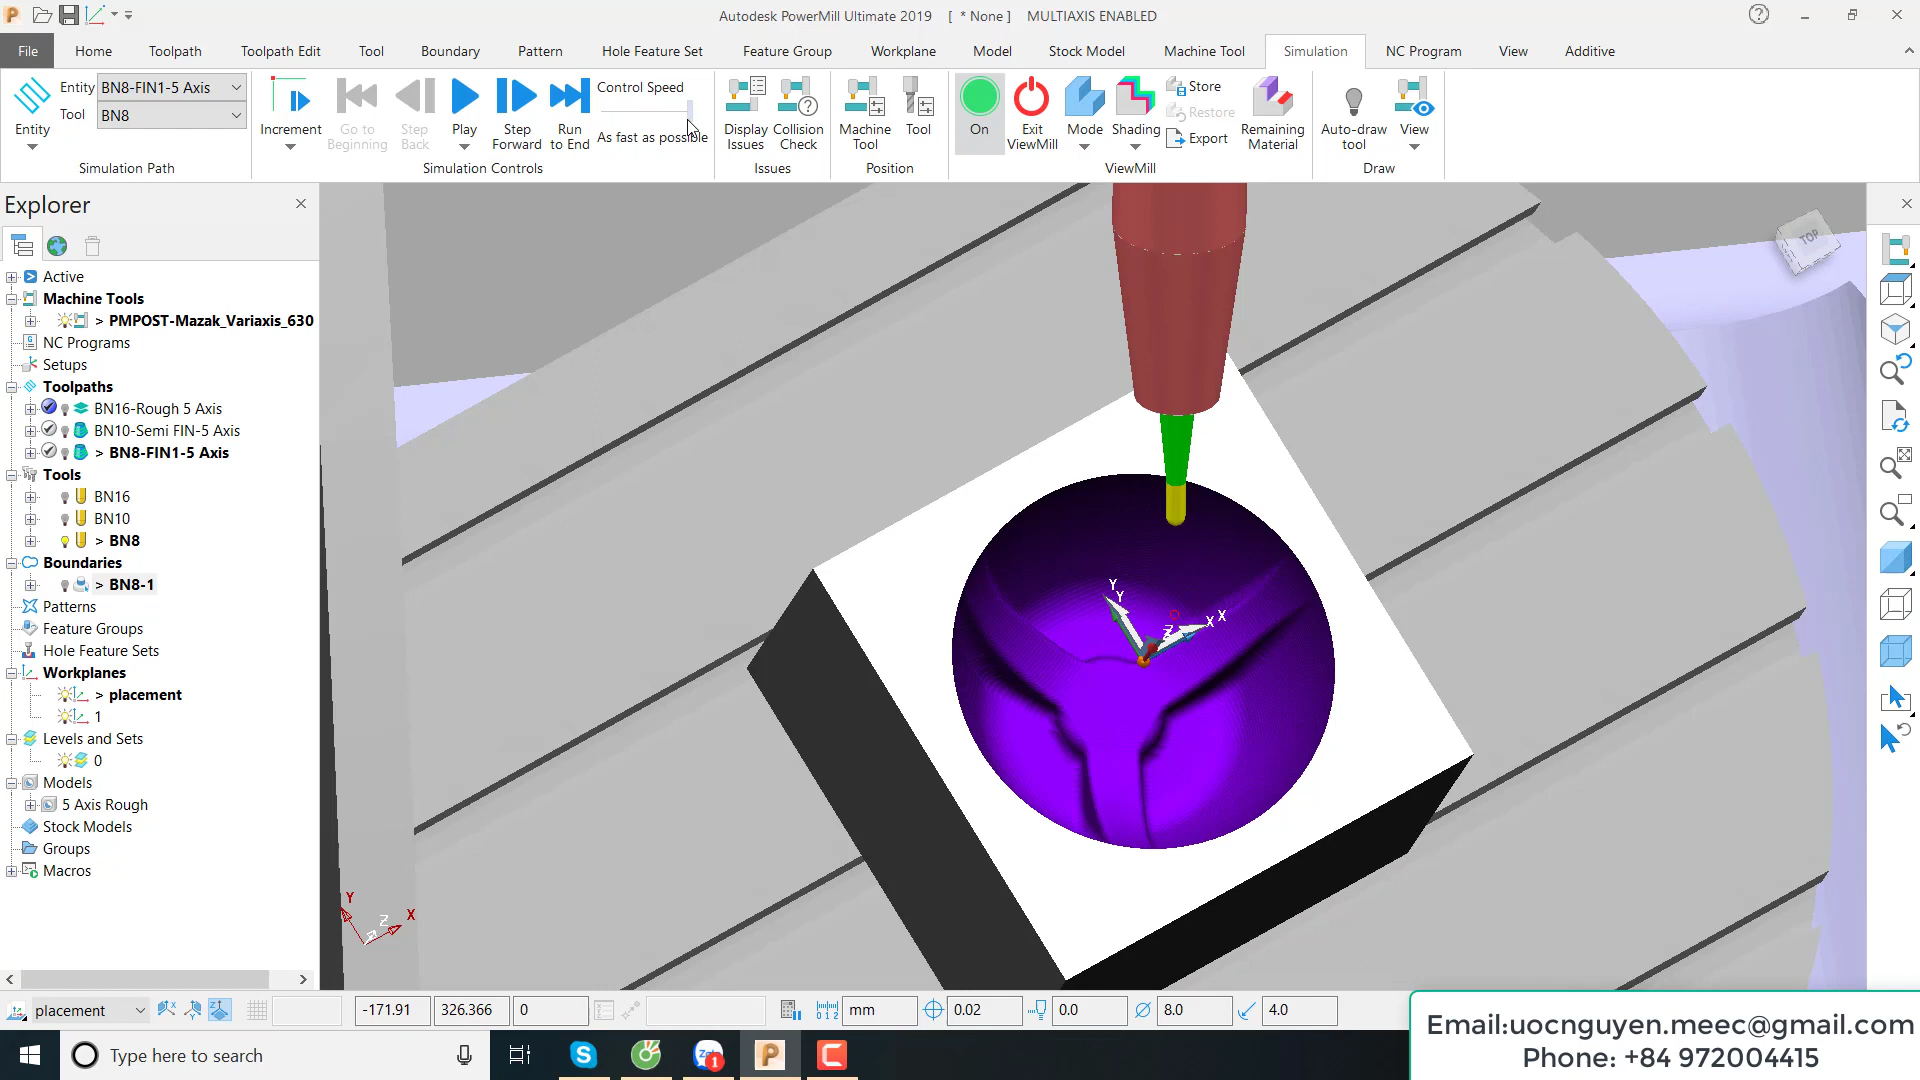 Autodesk PowerMill Ultimate 2019 [ * None ] MULTIAXIS ENABLED
File Home Toolpath Toolpath Edit Tool Boundary Pattern Hole Feature Set Feature Group Workplane Model Stock Model Machine Tool Simulation NC Program View Additive
Entity
Entity BN8-FIN1-5 Axis
Tool BN8
Simulation Path
Increment
Go to Beginning
Step Back
Play
Step Forward
Run to End
Control Speed
As fast as possible
Simulation Controls
Display Issues
Collision Check
Issues
Machine Tool
Tool
Position
On
Exit ViewMill
Mode
Shading
Store
Restore
Export
Remaining Material
ViewMill
Auto-draw tool
View
Draw
Explorer
Active
Machine Tools
> PMPOST-Mazak_Variaxis_630
NC Programs
Setups
Toolpaths
BN16-Rough 5 Axis
BN10-Semi FIN-5 Axis
> BN8-FIN1-5 Axis
Tools
BN16
BN10
> BN8
Boundaries
> BN8-1
Patterns
Feature Groups
Hole Feature Sets
Workplanes
> placement
1
Levels and Sets
0
Models
5 Axis Rough
Stock Models
Groups
Macros
TOP
Y
Y
X
X
Z
Y
Z
X
placement -171.91 326.366 0 mm 0.02 0.0 8.0 4.0
Type here to search
1
Email:uocnguyen.meec@gmail.com
Phone: +84 972004415